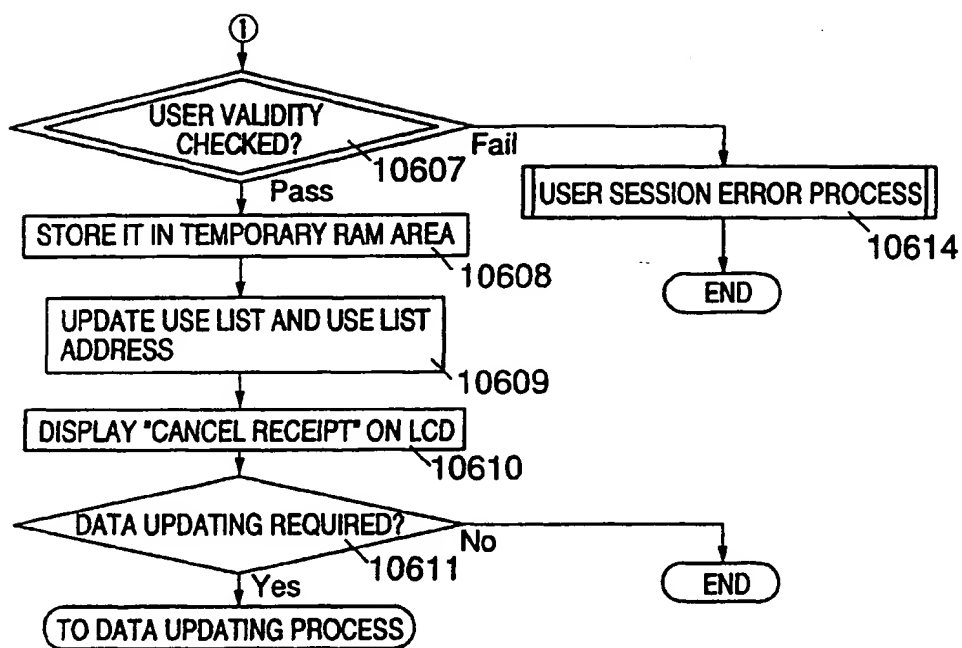 1
USER VALIDITY
CHECKED?
10607
Fail
Pass
USER SESSION ERROR PROCESS
10614
END
STORE IT IN TEMPORARY RAM AREA
10608
UPDATE USE LIST AND USE LIST
ADDRESS
10609
DISPLAY "CANCEL RECEIPT" ON LCD
10610
DATA UPDATING REQUIRED?
10611
No
END
Yes
TO DATA UPDATING PROCESS